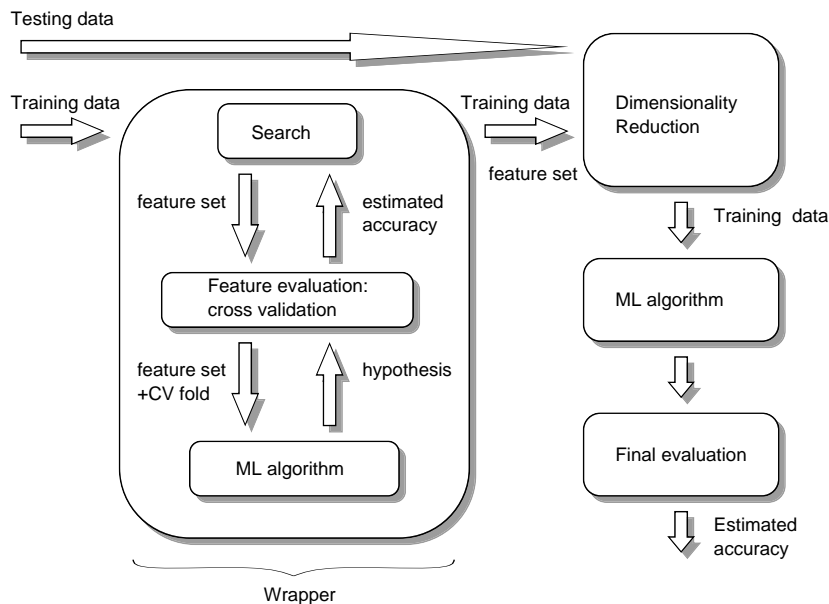 Testing data
Training data
Search
feature set
estimated
accuracy
Feature evaluation:
cross validation
feature set
+CV fold
hypothesis
ML algorithm
Wrapper
Training data
feature set
Dimensionality
Reduction
Training data
ML algorithm
Final evaluation
Estimated
accuracy